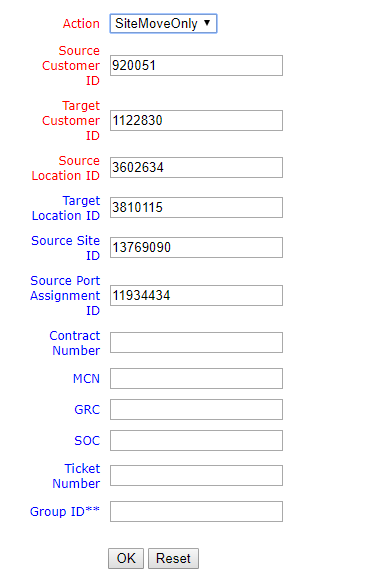 Action SiteMoveOnly
Source
Customer 920051
ID
Target
Customer 1122830
ID
Source
Location ID 3602634
Target
Location ID 3810115
Source Site 13769090
ID
Source Port
Assignment 11934434
ID
Contract
Number
MCN
GRC
SOC
Ticket
Number
Group ID**
OK Reset